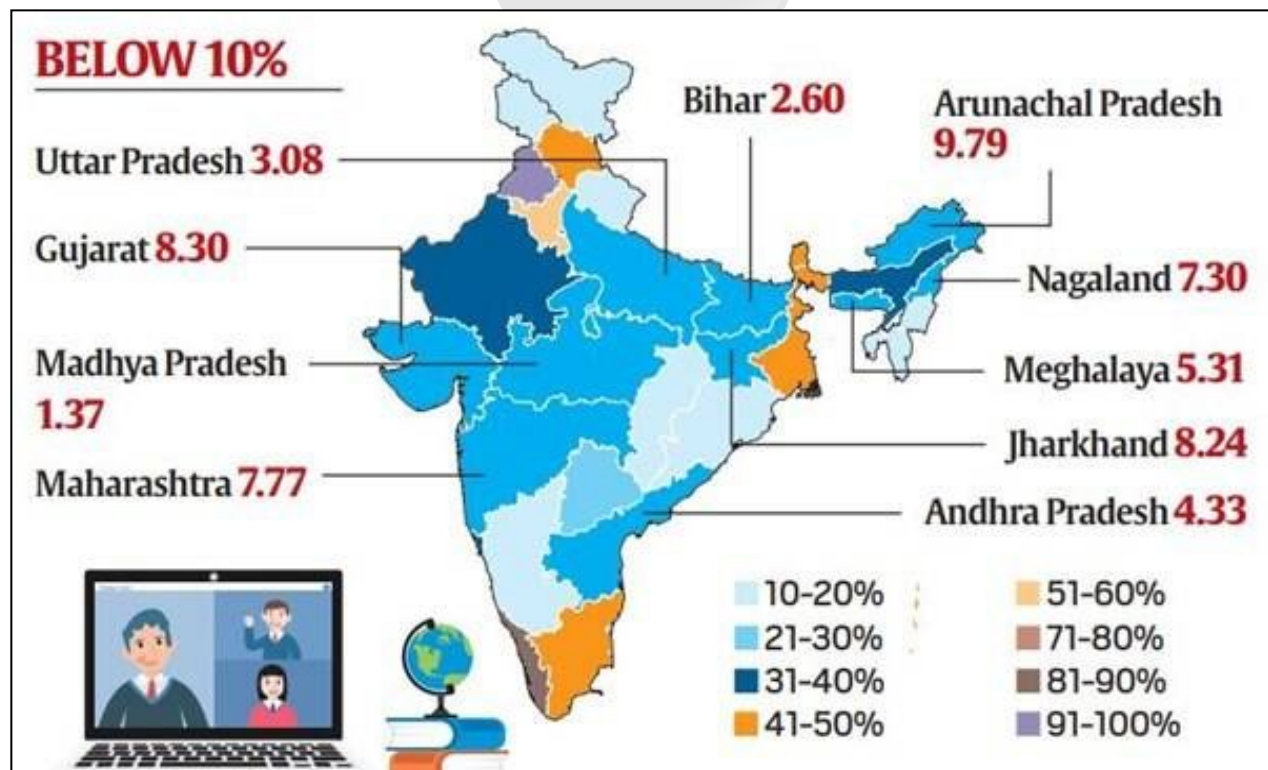 BELOW 10%
Uttar Pradesh 3.08
Gujarat 8.30
Madhya Pradesh
1.37
Maharashtra 7.77
Bihar 2.60
Arunachal Pradesh
9.79
Nagaland 7.30
Meghalaya 5.31
Jharkhand 8.24
Andhra Pradesh 4.33
10-20%
21-30%
31-40%
41-50%
51-60%
71-80%
81-90%
91-100%